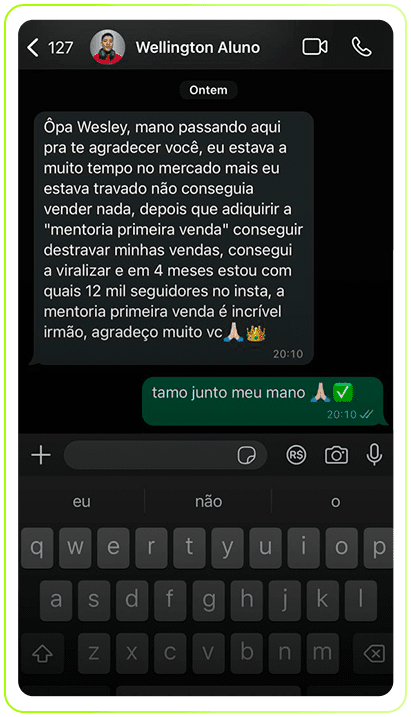 127 Wellington Aluno
Ontem
Ôpa Wesley, mano passando aqui
pra te agradecer você, eu estava a
muito tempo no mercado mais eu
estava travado não conseguia
vender nada, depois que adiquirir a
"mentoria primeira venda" conseguir
destravar minhas vendas, consegui
a viralizar e em 4 meses estou com
quais 12 mil seguidores no insta, a
mentoria primeira venda é incrível
irmão, agradeço muito vc🙏🏻👑
20:10
tamo junto meu mano 🙏🏻✅
20:10
R$
eu não o
q w e r t y u i o p
a s d f g h j k l
z x c v b n m